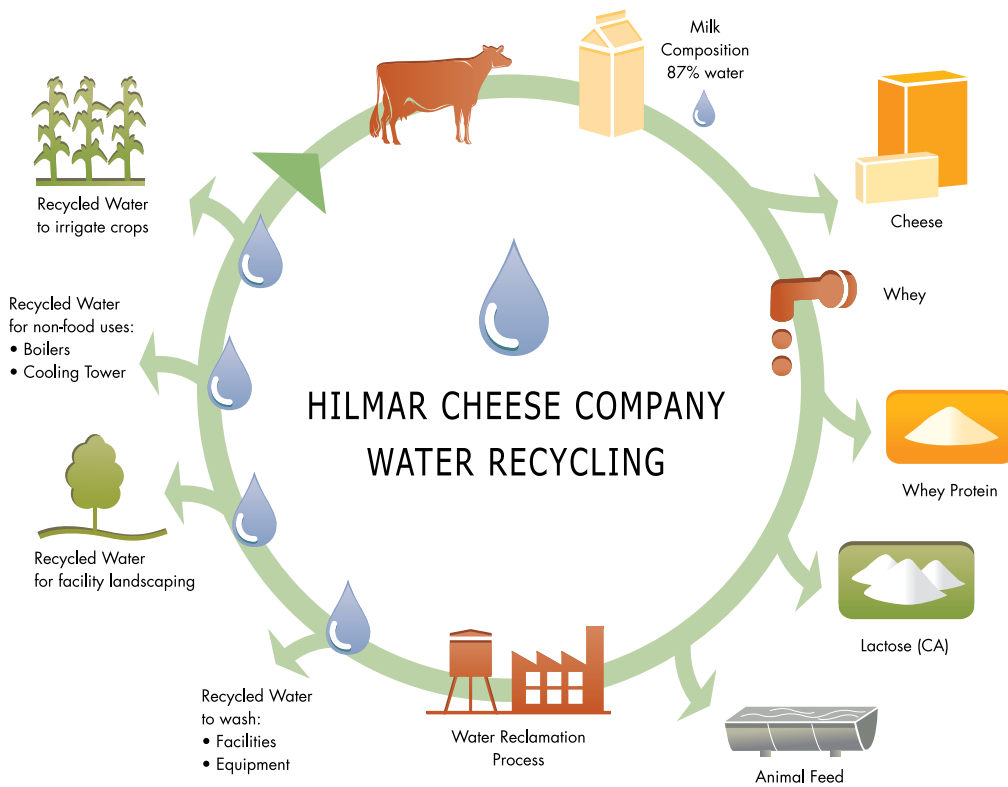 Milk
Composition
87% water
Cheese
Whey
Whey Protein
Lactose (CA)
Animal Feed
Water Reclamation
Process
Recycled Water
to wash:
• Facilities
• Equipment
Recycled Water
for facility landscaping
Recycled Water
for non-food uses:
• Boilers
• Cooling Tower
Recycled Water
to irrigate crops
HILMAR CHEESE COMPANY
WATER RECYCLING